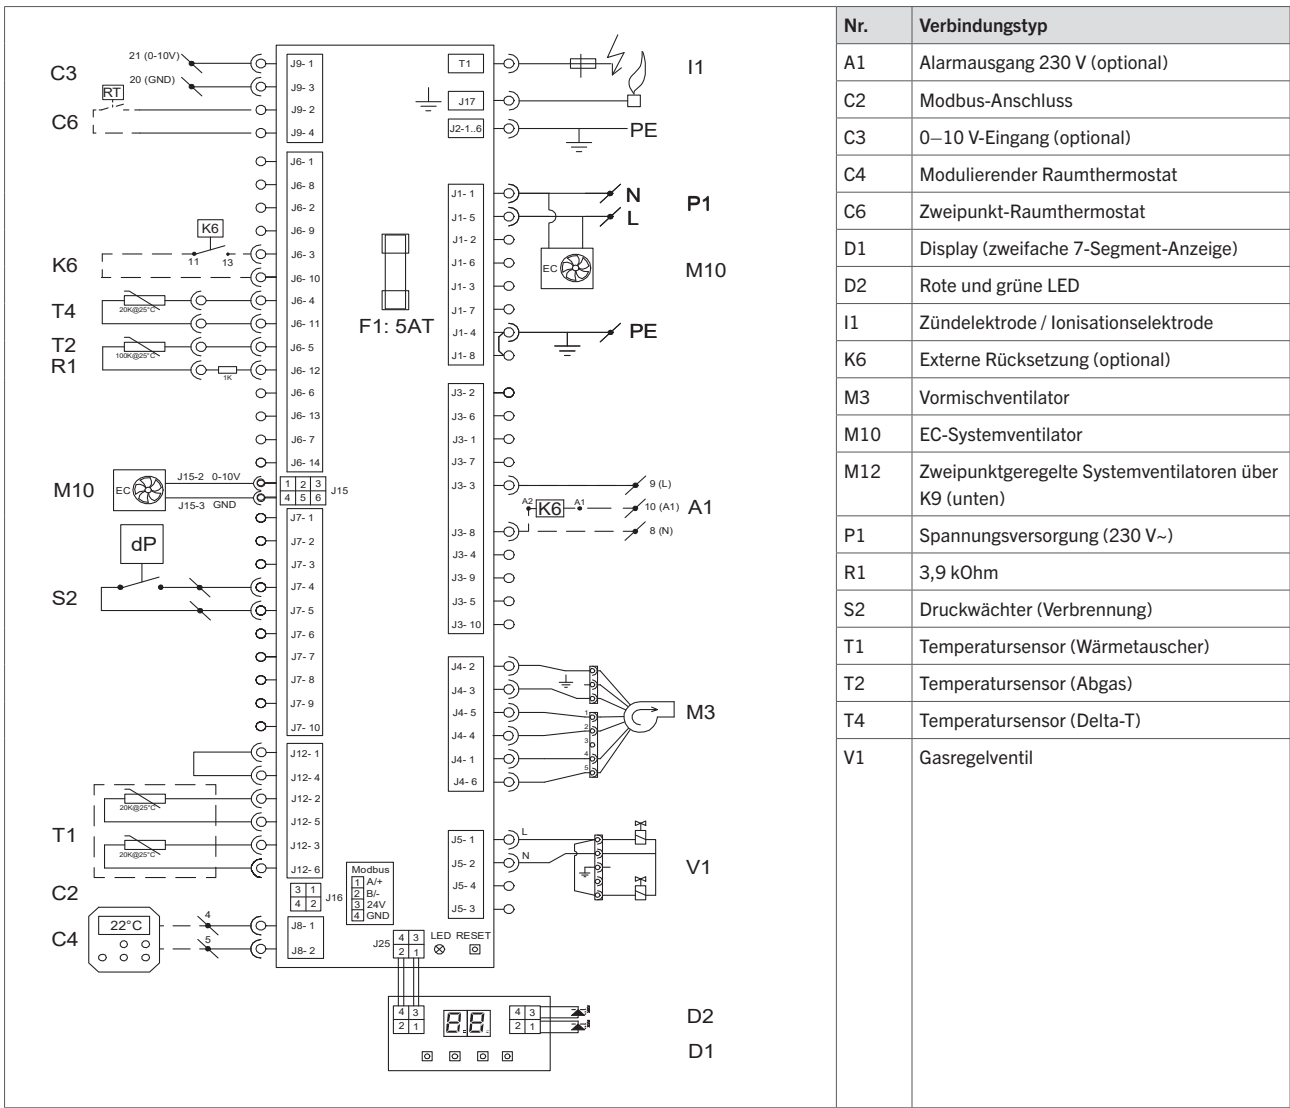 C3
21 (0-10V)
20 (GND)
RT
C6
J9- 1
J9- 3
J9- 2
J9- 4
J6- 1
J6- 8
J6- 2
J6- 9
K6
K6
11
13
J6- 3
J6- 10
T4
20K@25°C
J6- 4
J6- 11
T2
100K@25°C
R1
1K
J6- 5
J6- 12
J6- 6
J6- 13
J6- 7
J6- 14
M10
EC
J15-2 0-10V
J15-3 GND
1 2 3
4 5 6
J15
J7- 1
J7- 2
J7- 3
dP
S2
J7- 4
J7- 5
J7- 6
J7- 7
J7- 8
J7- 9
J7- 10
J12- 1
J12- 4
T1
20K@25°C
20K@25°C
J12- 2
J12- 5
J12- 3
J12- 6
C2
3 1
4 2
J16
Modbus
1 A/+
2 B/-
3 24V
4 GND
C4
22°C
4
5
J8- 1
J8- 2
J25
4 3
2 1
LED RESET
F1: 5AT
T1
I1
J17
J2-1..6
PE
J1- 1
N
P1
J1- 5
L
J1- 2
J1- 6
EC
M10
J1- 3
J1- 7
J1- 4
PE
J1- 8
J3- 2
J3- 6
J3- 1
J3- 7
J3- 3
9 (L)
A2
K6
A1
10 (A1)
A1
J3- 8
8 (N)
J3- 4
J3- 9
J3- 5
J3- 10
J4- 2
J4- 3
J4- 5
J4- 4
J4- 1
J4- 6
1
2
3
4
5
M3
J5- 1
L
J5- 2
N
V1
J5- 4
J5- 3
4 3
2 1
8.8.
4 3
2 1
D2
D1
Nr. Verbindungstyp
A1 Alarmausgang 230 V (optional)
C2 Modbus-Anschluss
C3 0–10 V-Eingang (optional)
C4 Modulierender Raumthermostat
C6 Zweipunkt-Raumthermostat
D1 Display (zweifache 7-Segment-Anzeige)
D2 Rote und grüne LED
I1 Zündelektrode / Ionisationselektrode
K6 Externe Rücksetzung (optional)
M3 Vormischventilator
M10 EC-Systemventilator
M12 Zweipunktgeregelte Systemventilatoren über
K9 (unten)
P1 Spannungsversorgung (230 V~)
R1 3,9 kOhm
S2 Druckwächter (Verbrennung)
T1 Temperatursensor (Wärmetauscher)
T2 Temperatursensor (Abgas)
T4 Temperatursensor (Delta-T)
V1 Gasregelventil